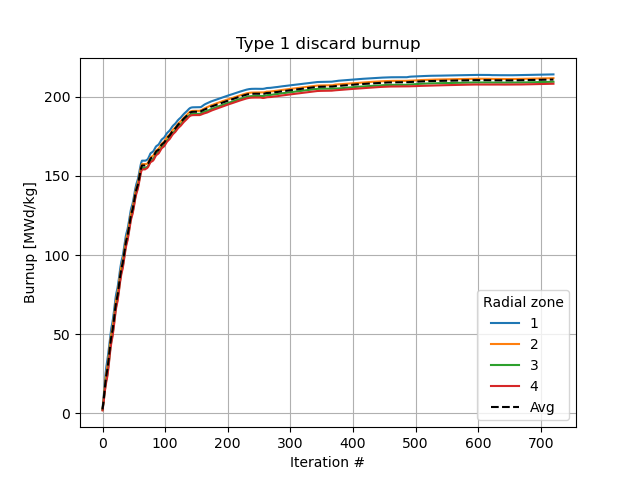 Type 1 discard burnup
Burnup [MWd/kg]
200
150
100
50
0
0 100 200 300 400 500 600 700
Iteration #
Radial zone
1
2
3
4
Avg